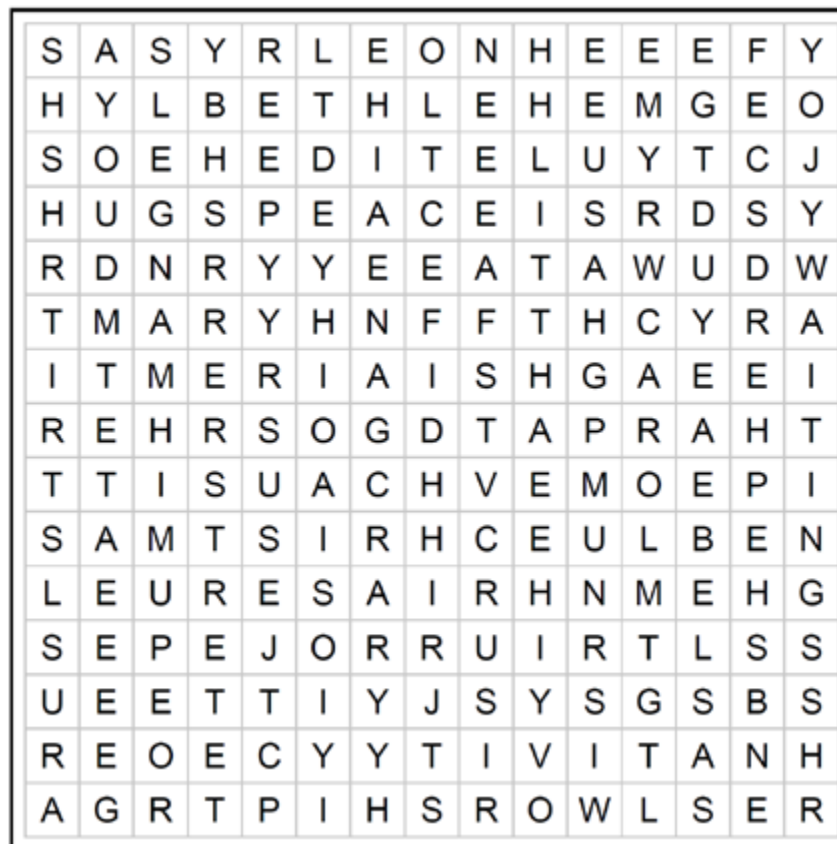 S A S Y R L E O N H E E E F Y
H Y L B E T H L E H E M G E O
S O E H E D I T E L U Y T C J
H U G S P E A C E I S R D S Y
R D N R Y Y E E A T A W U D W
T M A R Y H N F F T H C Y R A
I T M E R I A I S H G A E E I
R E H R S O G D T A P R A H T
T T I S U A C H V E M O E P I
S A M T S I R H C E U L B E N
L E U R E S A I R H N M E H G
S E P E J O R R U I R T L S S
U E E T T I Y J S Y S G S B S
R E O E C Y Y T I V I T A N H
A G R T P I H S R O W L S E R